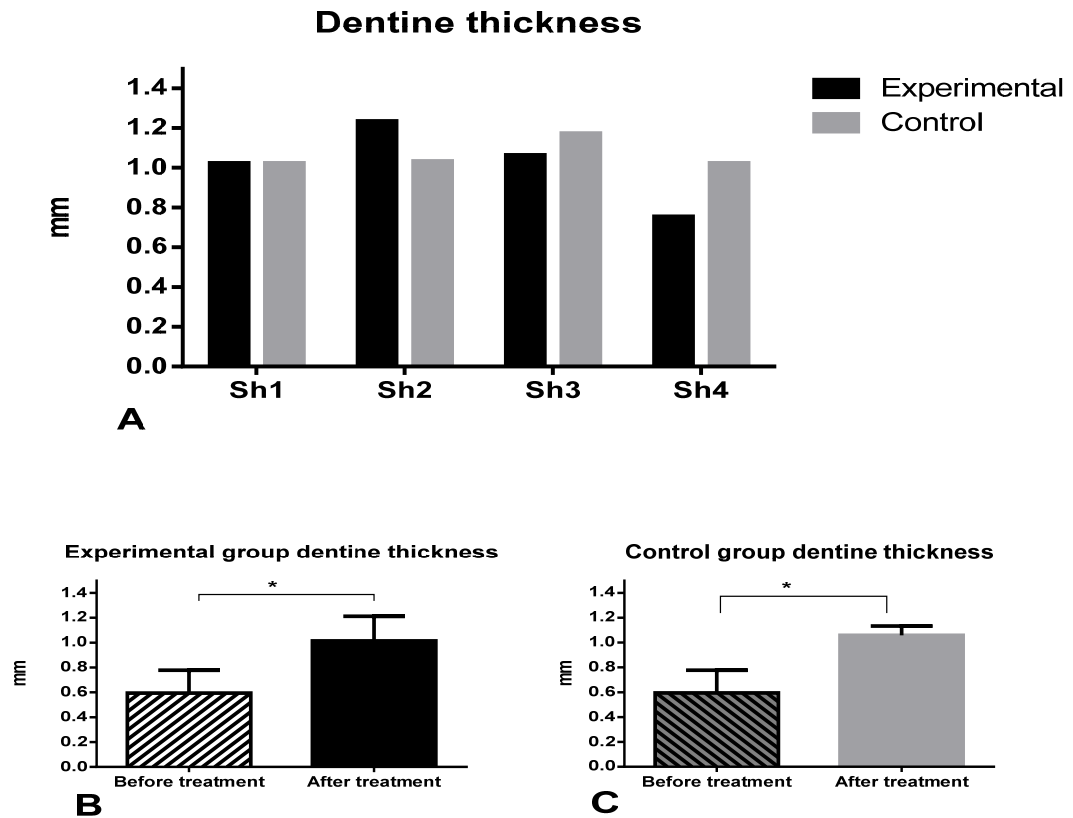 Dentine thickness
Experimental
Control
mm
1.4
1.2
1.0
0.8
0.6
0.4
0.2
0.0
Sh1 Sh2 Sh3 Sh4
A
Experimental group dentine thickness
*
mm
1.4
1.2
1.0
0.8
0.6
0.4
0.2
0.0
Before treatment After treatment
B
Control group dentine thickness
*
mm
1.4
1.2
1.0
0.8
0.6
0.4
0.2
0.0
Before treatment After treatment
C